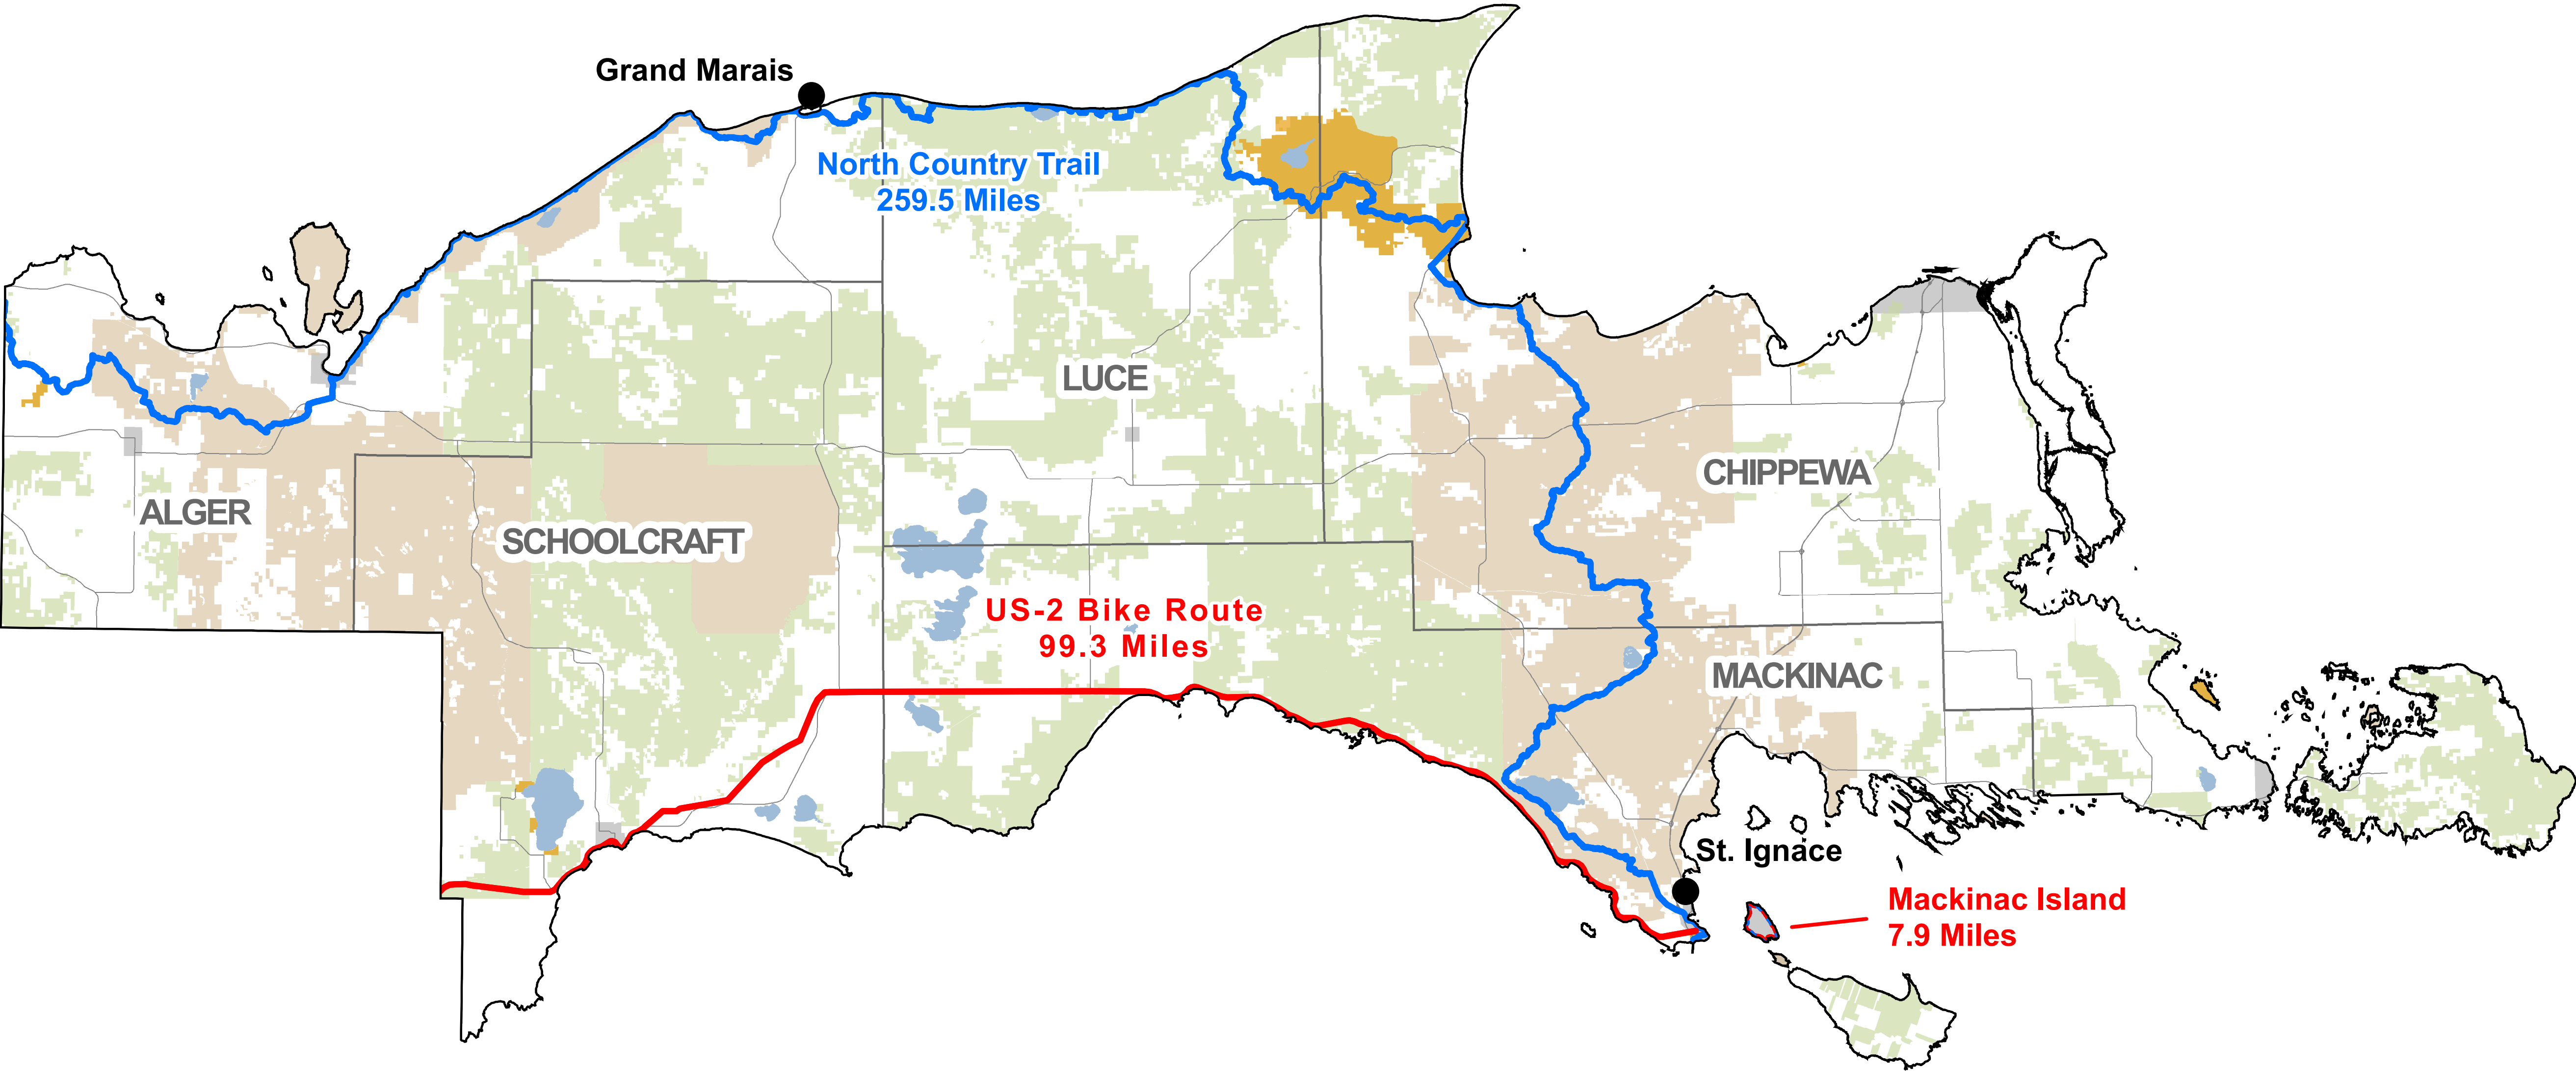 Grand Marais
North Country Trail
259.5 Miles
LUCE
CHIPPEWA
ALGER
SCHOOLCRAFT
US-2 Bike Route
99.3 Miles
MACKINAC
St. Ignace
Mackinac Island
7.9 Miles